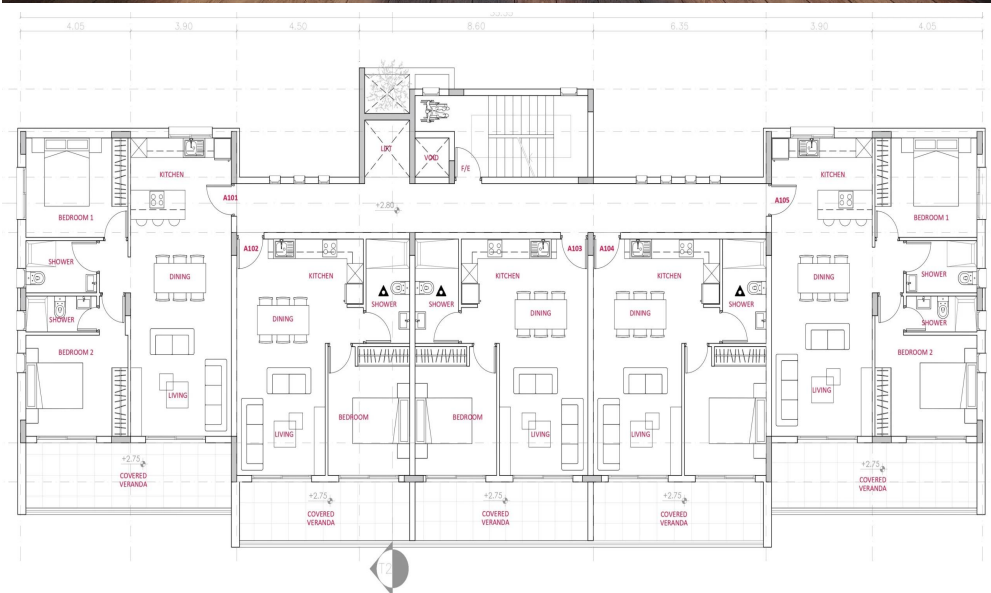 4.05
3.90
4.50
8.60
6.35
3.90
4.05
LIFT
VOID
F/E
KITCHEN
A101
BEDROOM 1
+2.80
KITCHEN
A105
BEDROOM 1
SHOWER
DINING
SHOWER
BEDROOM 2
LIVING
A102
KITCHEN
SHOWER
DINING
LIVING
BEDROOM
SHOWER
KITCHEN
A103
DINING
BEDROOM
LIVING
A104
KITCHEN
SHOWER
DINING
LIVING
DINING
SHOWER
SHOWER
BEDROOM 2
LIVING
+2.75
COVERED
VERANDA
+2.75
COVERED
VERANDA
+2.75
COVERED
VERANDA
+2.75
COVERED
VERANDA
+2.75
COVERED
VERANDA
T2